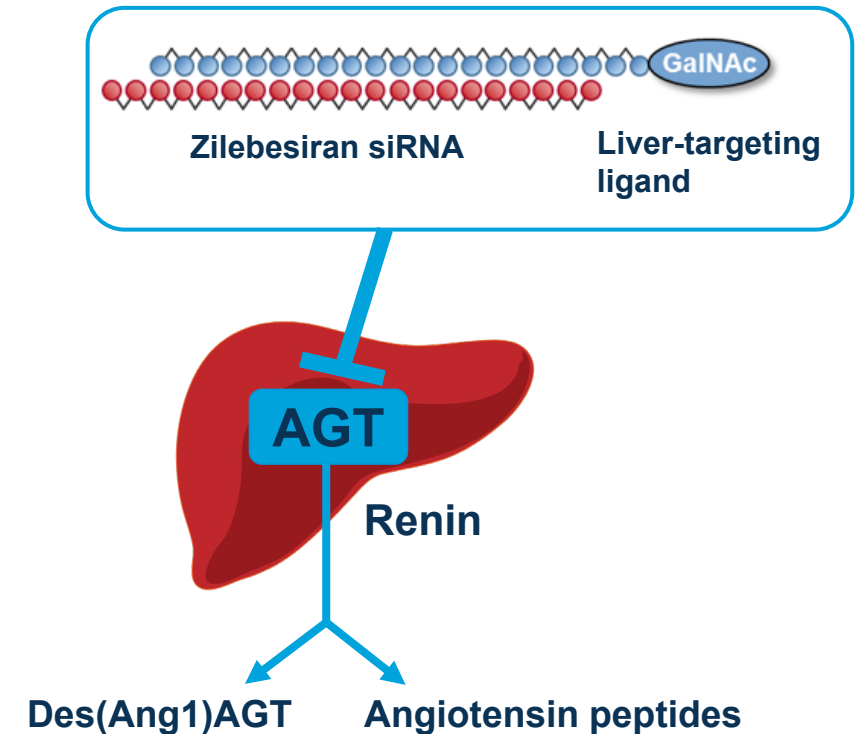 GalNAc
Zilebesiran siRNA
Liver-targeting
ligand
AGT
Renin
Des(Ang1)AGT
Angiotensin peptides